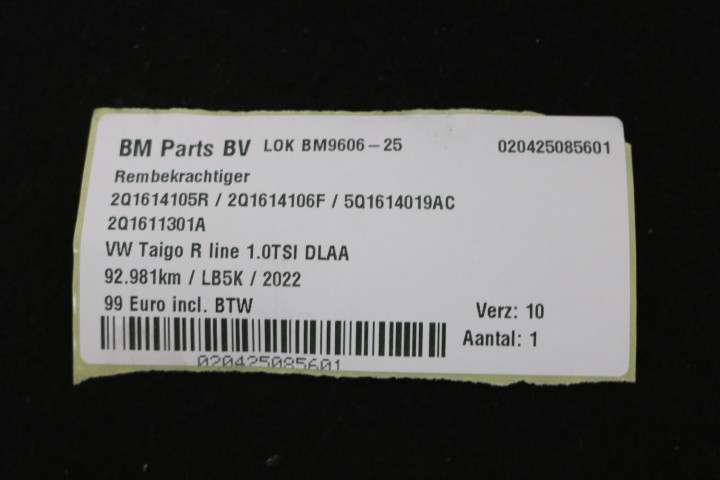 BM Parts BV LOK BM9606-25 020425085601
Rembekrachtiger
2Q1614105R / 2Q1614106F / 5Q1614019AC
2Q1611301A
VW Taigo R line 1.0TSI DLAA
92.981km / LB5K / 2022
99 Euro incl. BTW
Verz: 10
Aantal: 1
020425085601